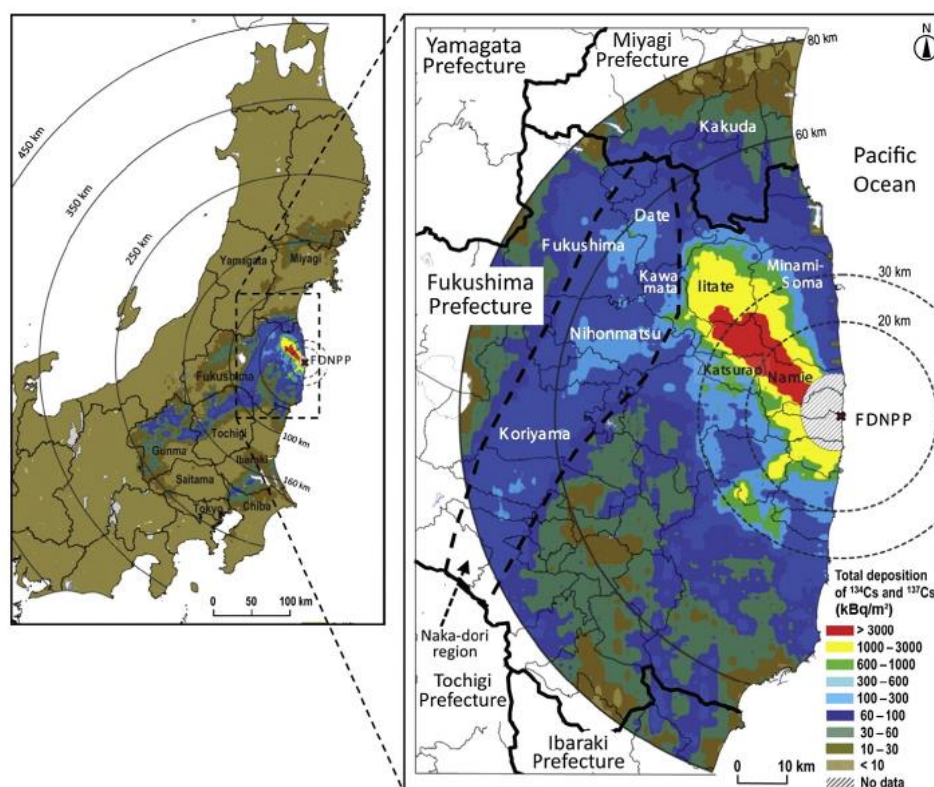 450 km
350 km
250 km
Yamagata
Miyagi
FDNPP
Fukushima
100 km
Tochigi
Gunma
Ibaraki
160 km
Saitama
Tokyo
Chiba
0 50 100 km
Yamagata
Prefecture
Miyagi
Prefecture
80 km
N
Kakuda
60 km
Pacific
Ocean
Date
Fukushima
Kawa
mata
Iitate
Minami-
Soma
30 km
Fukushima
Prefecture
20 km
Nihonmatsu
Katsurao
Namie
FDNPP
Koriyama
Naka-dori
region
Tochigi
Prefecture
Ibaraki
Prefecture
0 10 km
Total deposition
of ¹³⁴Cs and ¹³⁷Cs
(kBq/m²)
> 3000
1000 – 3000
600 – 1000
300 – 600
100 – 300
60 – 100
30 – 60
10 – 30
< 10
No data